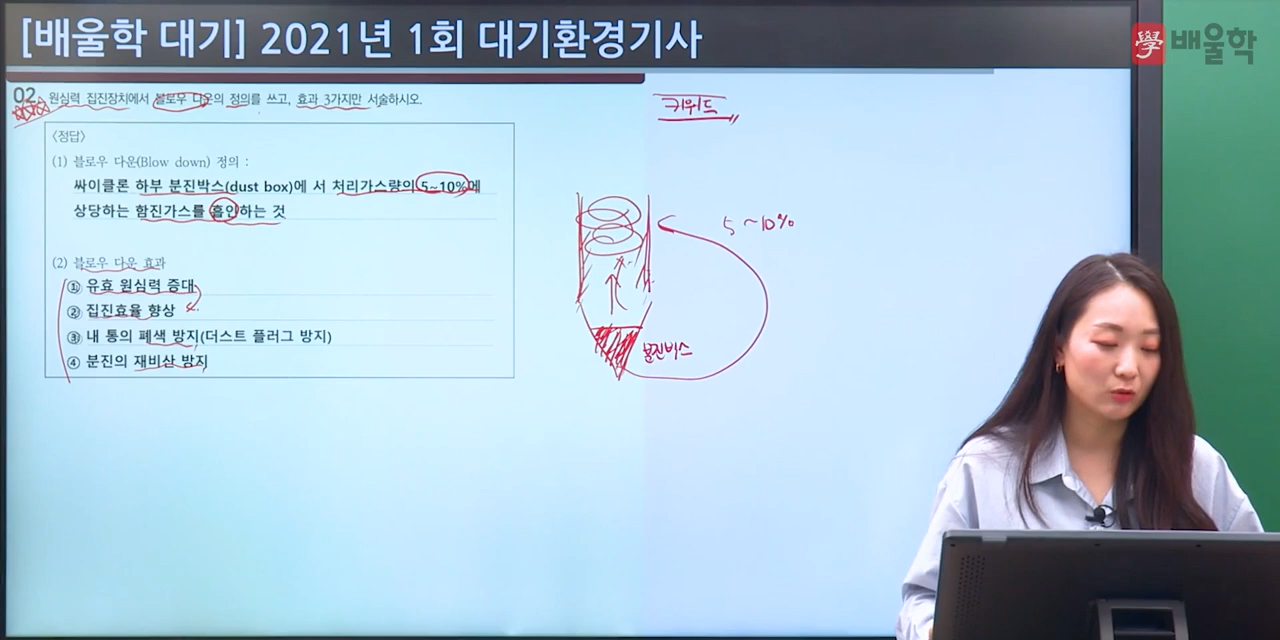 [배울학 대기] 2021년 1회 대기환경기사
學 배울학
02 원심력 집진장치에서 블로우 다운의 정의를 쓰고, 효과 3가지만 서술하시오.
키워드
<정답>
(1) 블로우 다운(Blow down) 정의 :
싸이클론 하부 분진박스(dust box)에 서 처리가스량의 5~10%에
상당하는 함진가스를 흡인하는 것
5 ~10%
(2) 블로우 다운 효과
① 유효 원심력 증대
② 집진효율 향상
③ 내 통의 폐색 방지(더스트 플러그 방지)
④ 분진의 재비산 방지
분진박스